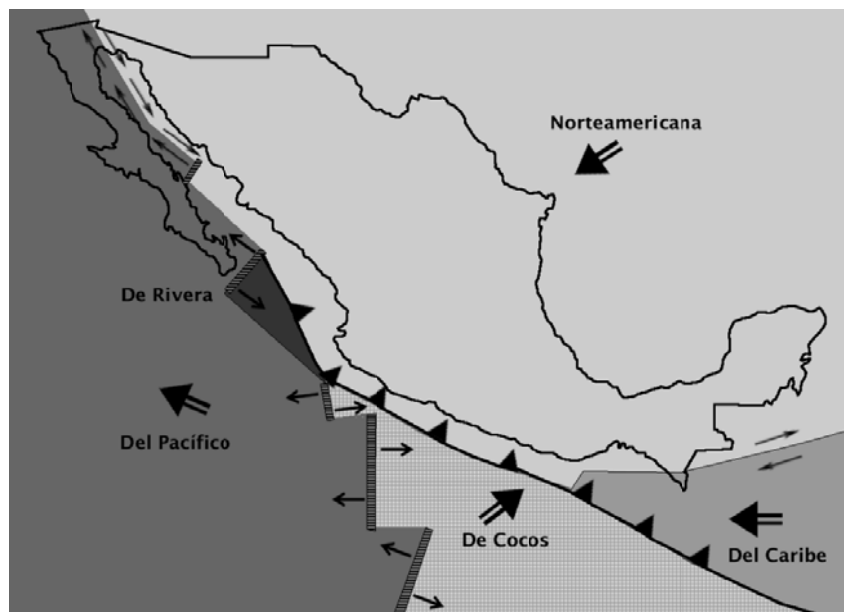 Norteamericana
De Rivera
Del Pacífico
De Cocos
Del Caribe